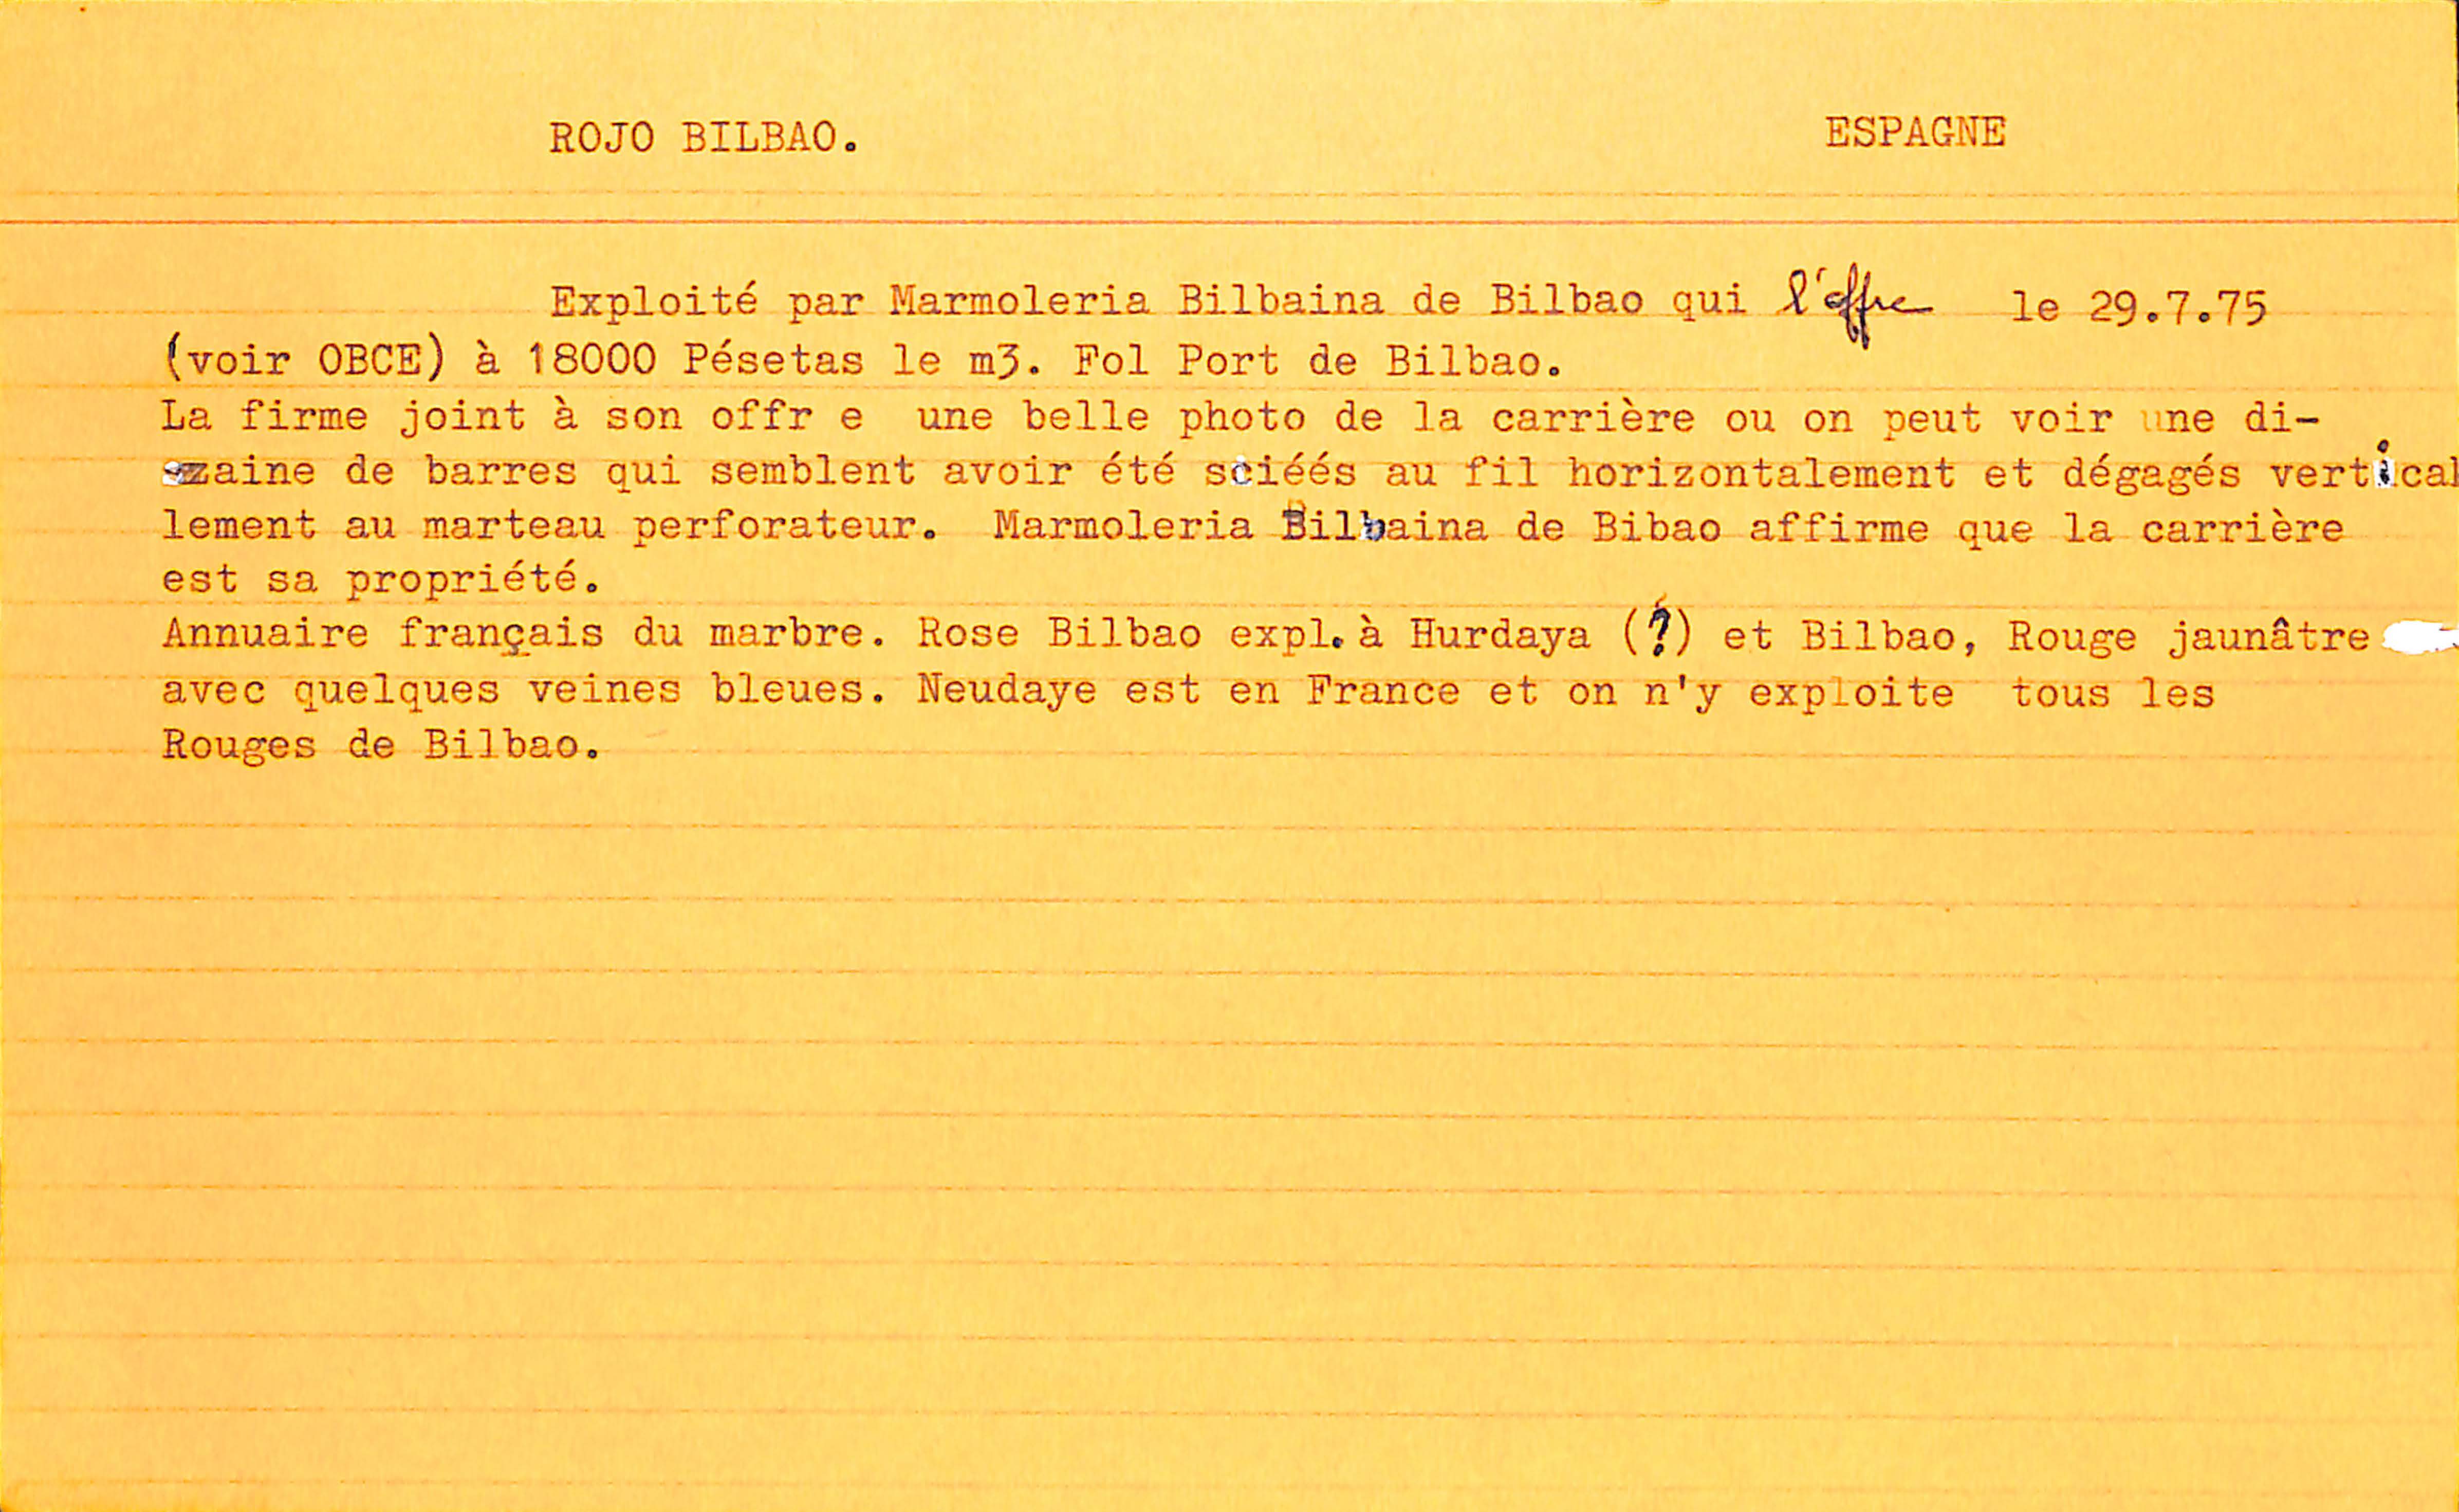 ROJO BILBAO. ESPAGNE
Exploité par Marmoleria Bilbaina de Bilbao qui l'offre le 29.7.75
(voir OBCE) à 18000 Pésetas le m3. Fol Port de Bilbao.
La firme joint à son offr e une belle photo de la carrière ou on peut voir une di-
zaine de barres qui semblent avoir été sciéés au fil horizontalement et dégagés vertical
lement au marteau perforateur. Marmoleria Bilbaina de Bibao affirme que la carrière
est sa propriété.
Annuaire français du marbre. Rose Bilbao expl. à Hurdaya (?) et Bilbao, Rouge jaunâtre
avec quelques veines bleues. Neudaye est en France et on n'y exploite tous les
Rouges de Bilbao.